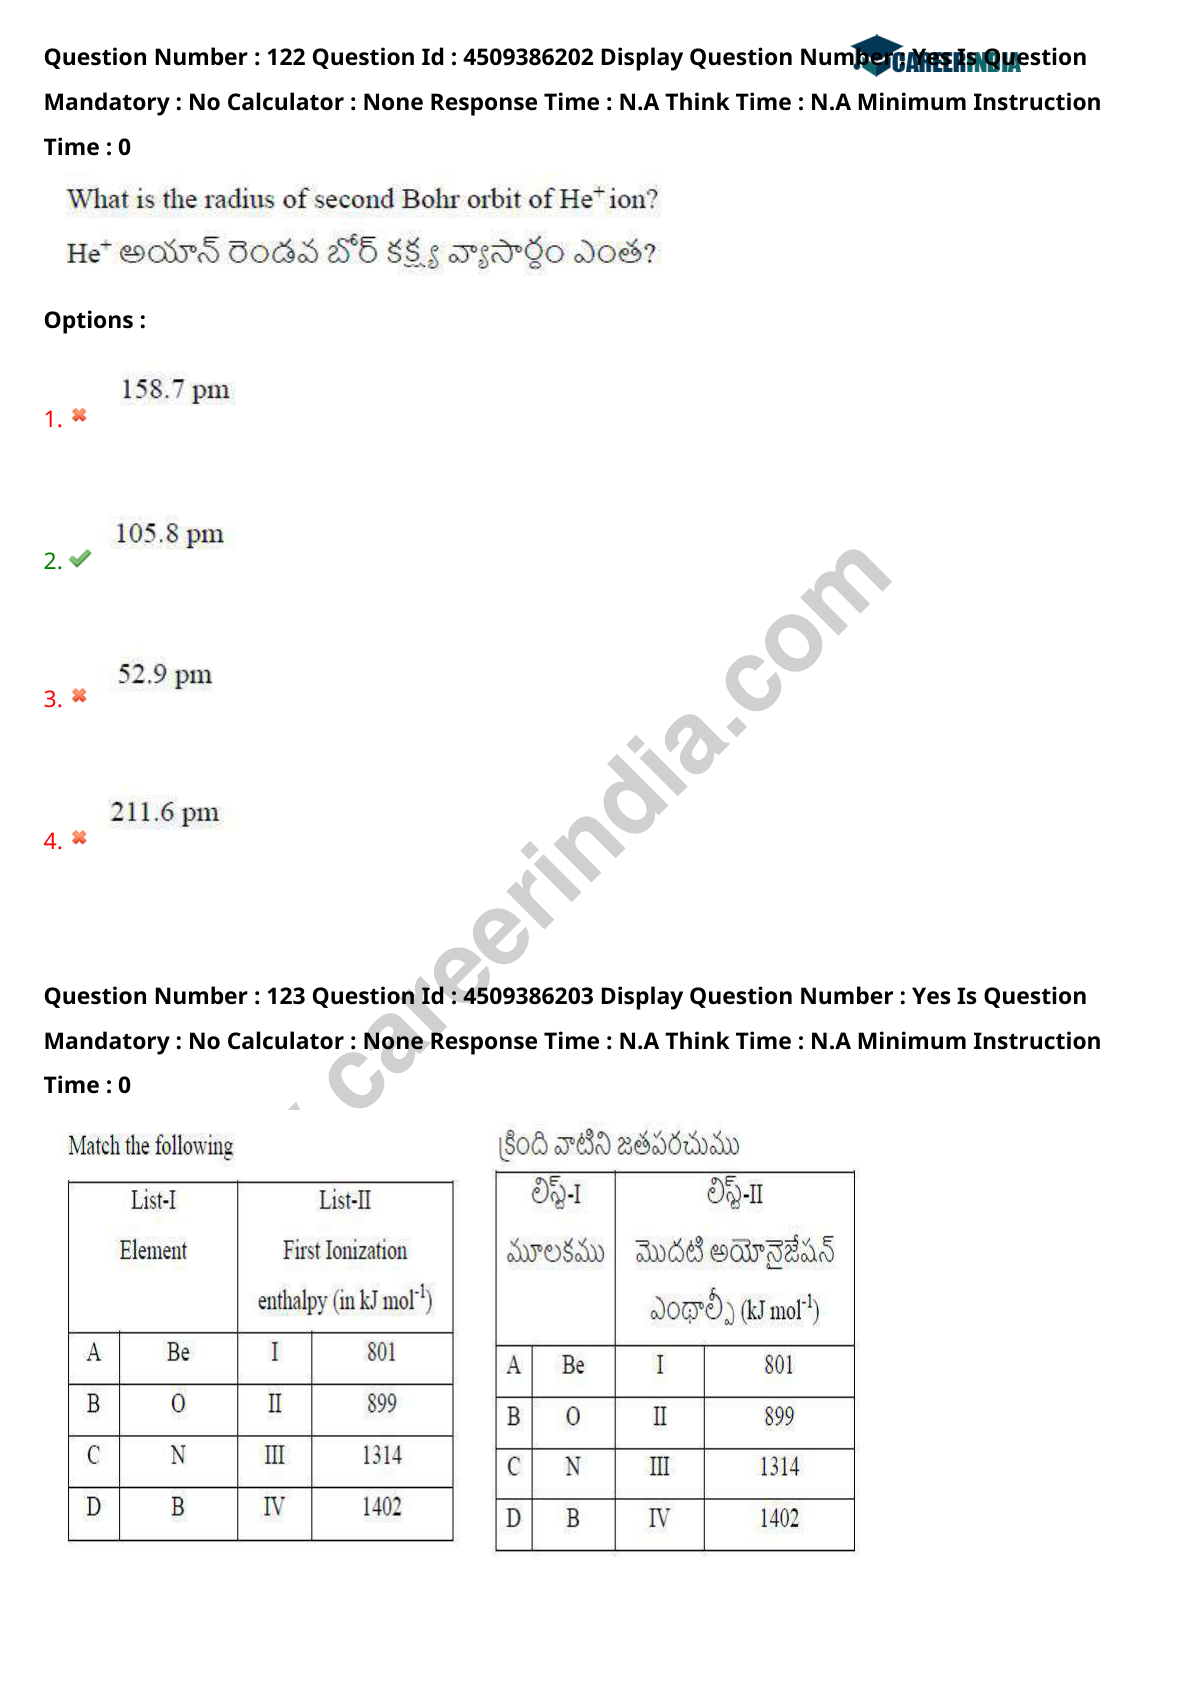 Question Number : 122 Question Id : 4509386202 Display Question Number : Yes Is Question
CAREERINDIA
Mandatory : No Calculator : None Response Time : N.A Think Time : N.A Minimum Instruction
Time : 0
What is the radius of second Bohr orbit of He⁺ ion?
He⁺ అయాన్ రెండవ బోర్ కక్ష్య వ్యాసార్ధం ఎంత?
Options :
158.7 pm
1.
105.8 pm
2.
52.9 pm
3.
211.6 pm
4.
careerindia.com
Question Number : 123 Question Id : 4509386203 Display Question Number : Yes Is Question
Mandatory : No Calculator : None Response Time : N.A Think Time : N.A Minimum Instruction
Time : 0
Match the following
List-I List-II
Element First Ionization
enthalpy (in kJ mol⁻¹)
A Be I 801
B O II 899
C N III 1314
D B IV 1402
క్రింది వాటిని జతపరచుము
లిస్ట్-I లిస్ట్-II
మూలకము మొదటి అయోనైజేషన్
ఎంథాల్పీ (kJ mol⁻¹)
A Be I 801
B O II 899
C N III 1314
D B IV 1402